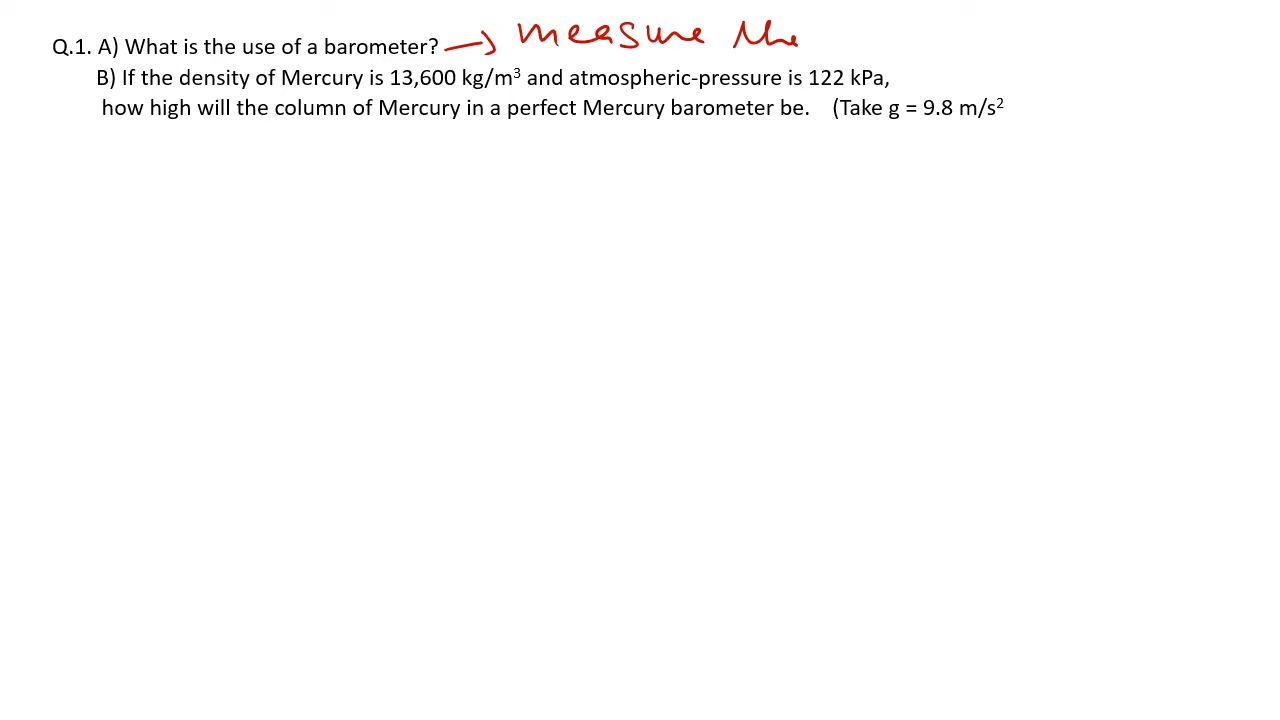 Q.1. A) What is the use of a barometer? → measure the
B) If the density of Mercury is 13,600 kg/m³ and atmospheric-pressure is 122 kPa,
how high will the column of Mercury in a perfect Mercury barometer be. (Take g = 9.8 m/s²